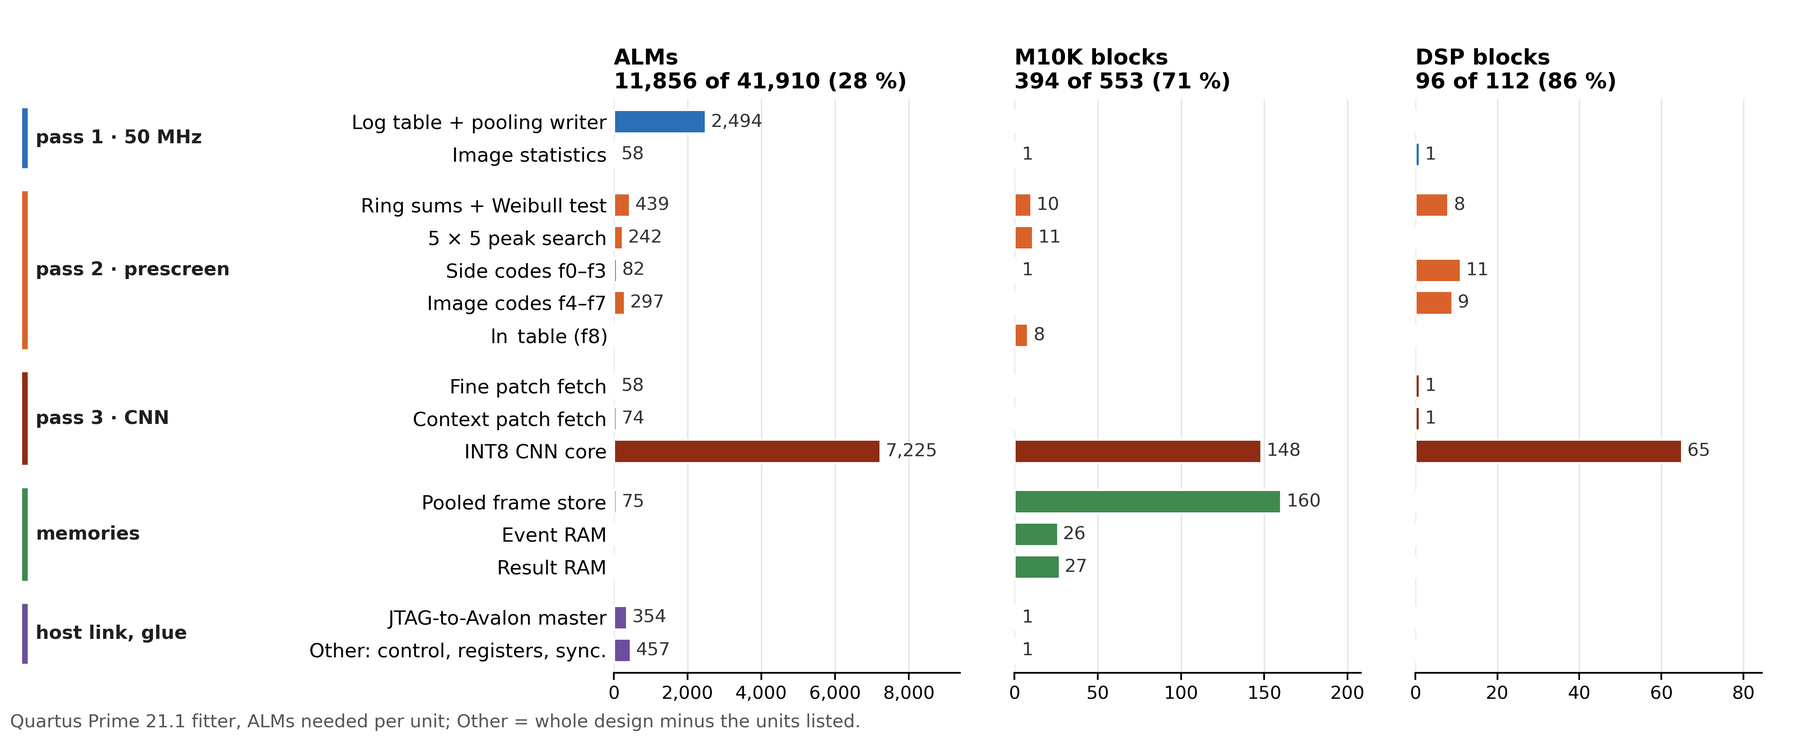 ALMs
11,856 of 41,910 (28 %)
M10K blocks
394 of 553 (71 %)
DSP blocks
96 of 112 (86 %)
pass 1 · 50 MHz
Log table + pooling writer 2,494
Image statistics 58 1 1
pass 2 · prescreen
Ring sums + Weibull test 439 10 8
5 × 5 peak search 242 11
Side codes f0–f3 82 1 11
Image codes f4–f7 297 9
ln table (f8) 8
pass 3 · CNN
Fine patch fetch 58 1
Context patch fetch 74 1
INT8 CNN core 7,225 148 65
memories
Pooled frame store 75 160
Event RAM 26
Result RAM 27
host link, glue
JTAG-to-Avalon master 354 1
Other: control, registers, sync. 457 1
0 2,000 4,000 6,000 8,000
0 50 100 150 200
0 20 40 60 80
Quartus Prime 21.1 fitter, ALMs needed per unit; Other = whole design minus the units listed.